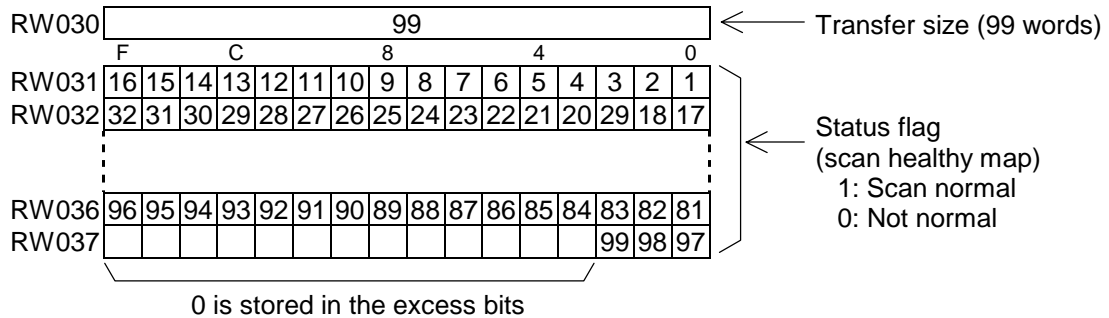 RW030 99 Transfer size (99 words)
F C 8 4 0
RW031 16 15 14 13 12 11 10 9 8 7 6 5 4 3 2 1
RW032 32 31 30 29 28 27 26 25 24 23 22 21 20 29 18 17
Status flag
(scan healthy map)
1: Scan normal
0: Not normal
RW036 96 95 94 93 92 91 90 89 88 87 86 85 84 83 82 81
RW037 99 98 97
0 is stored in the excess bits